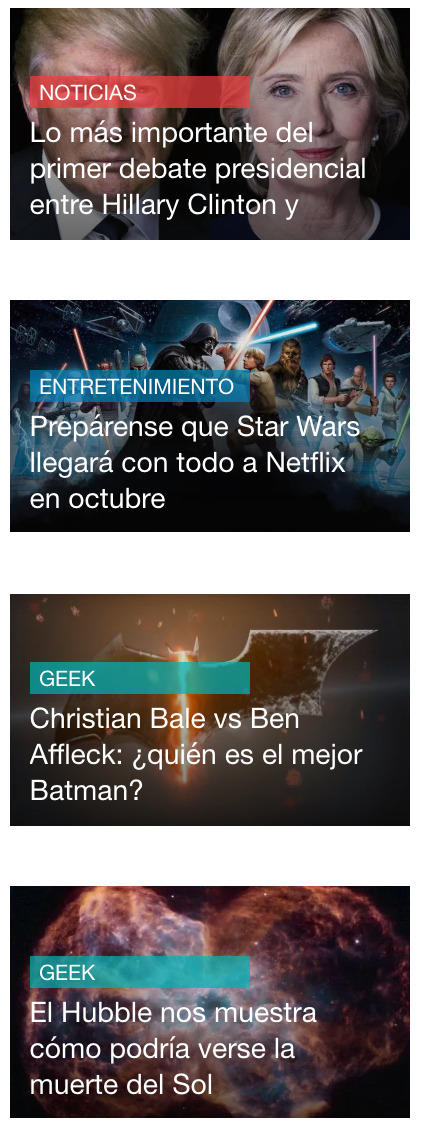 NOTICIAS
Lo más importante del
primer debate presidencial
entre Hillary Clinton y
ENTRETENIMIENTO
Prepárense que Star Wars
llegará con todo a Netflix
en octubre
GEEK
Christian Bale vs Ben
Affleck: ¿quién es el mejor
Batman?
GEEK
El Hubble nos muestra
cómo podría verse la
muerte del Sol